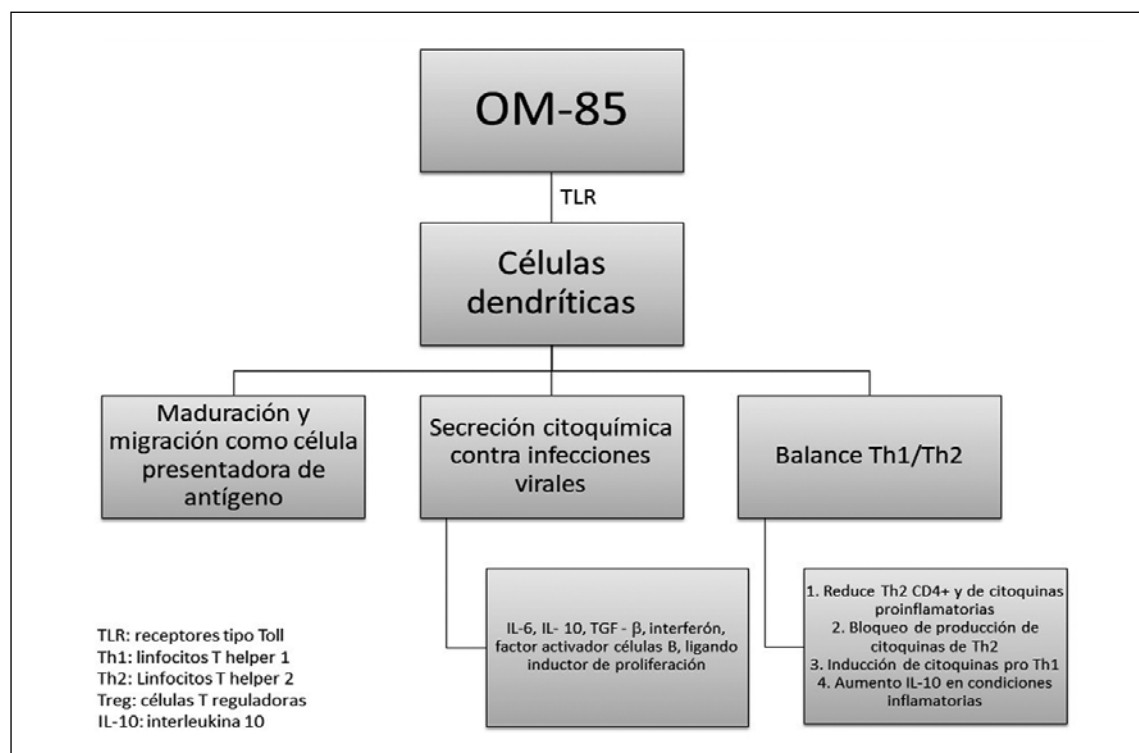 OM-85
TLR
Células
dendríticas
Maduración y
migración como célula
presentadora de
antígeno
Secreción citoquímica
contra infecciones
virales
Balance Th1/Th2
IL-6, IL- 10, TGF - β, interferón,
factor activador células B, ligando
inductor de proliferación
1. Reduce Th2 CD4+ y de citoquinas
proinflamatorias
2. Bloqueo de producción de
citoquinas de Th2
3. Inducción de citoquinas pro Th1
4. Aumento IL-10 en condiciones
inflamatorias
TLR: receptores tipo Toll
Th1: linfocitos T helper 1
Th2: Linfocitos T helper 2
Treg: células T reguladoras
IL-10: interleukina 10